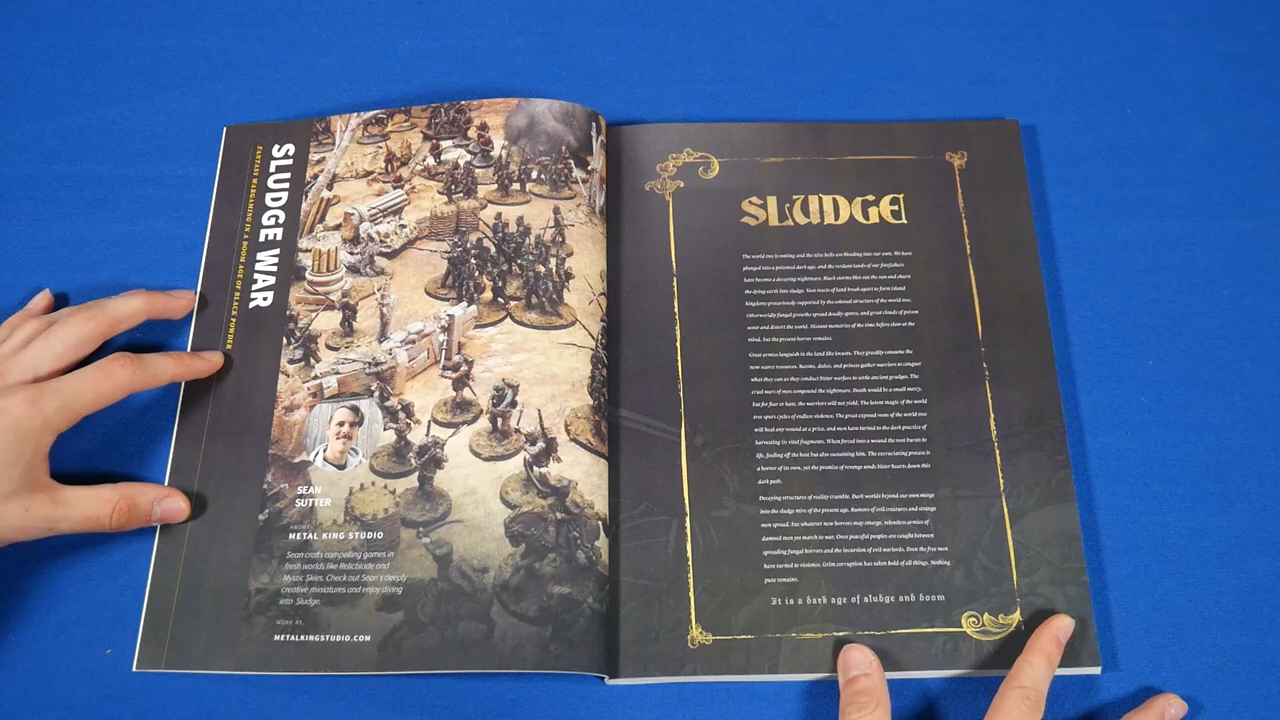 SLUDGE WAR
FANTASY WARGAMING IN A DOOM AGE OF BLACK POWDER
SEAN
SUTTER
ABOUT
METAL KING STUDIO
Sean crafts compelling games in
fresh worlds like Relicblade and
Mystic Skies. Check out Sean's deeply
creative miniatures and enjoy diving
into Sludge.
MORE AT:
METALKINGSTUDIO.COM
SLUDGE
The world tree is rotting and the nine hells are bleeding into our own. We have
plunged into a poisoned dark age, and the verdant lands of our forefathers
have become a decaying nightmare. Black storms blot out the sun and churn
the dying earth into sludge. Vast tracts of land break apart to form island
kingdoms precariously supported by the colossal structure of the world tree.
Otherworldly fungal growths spread deadly spores, and great clouds of poison
scour and distort the world. Distant memories of the time before claw at the
mind, but the present horror remains.
Great armies languish in the land like locusts. They greedily consume the
now scarce resources. Barons, dukes, and princes gather warriors to conquer
what they can as they conduct bitter warfare to settle ancient grudges. The
cruel wars of men compound the nightmare. Death would be a small mercy,
but for fear or hate, the warriors will not yield. The latent magic of the world
tree spurs cycles of endless violence. The great exposed roots of the world tree
will heal any wound at a price, and men have turned to the dark practice of
harvesting its vital fragments. When forced into a wound the root bursts to
life, feeding off the host but also sustaining him. The excruciating process is
a horror of its own, yet the promise of revenge sends bitter hearts down this
dark path.
Decaying structures of reality crumble. Dark worlds beyond our own merge
into the sludge mire of the present age. Rumors of evil creatures and strange
men spread, but whatever new horrors may emerge, relentless armies of
damned men yet march to war. Once peaceful people are caught between
spreading fungal horrors and the incursion of evil warlords. Even the free men
have turned to violence. Grim corruption has taken hold of all things. Nothing
pure remains.
It is a dark age of sludge and doom